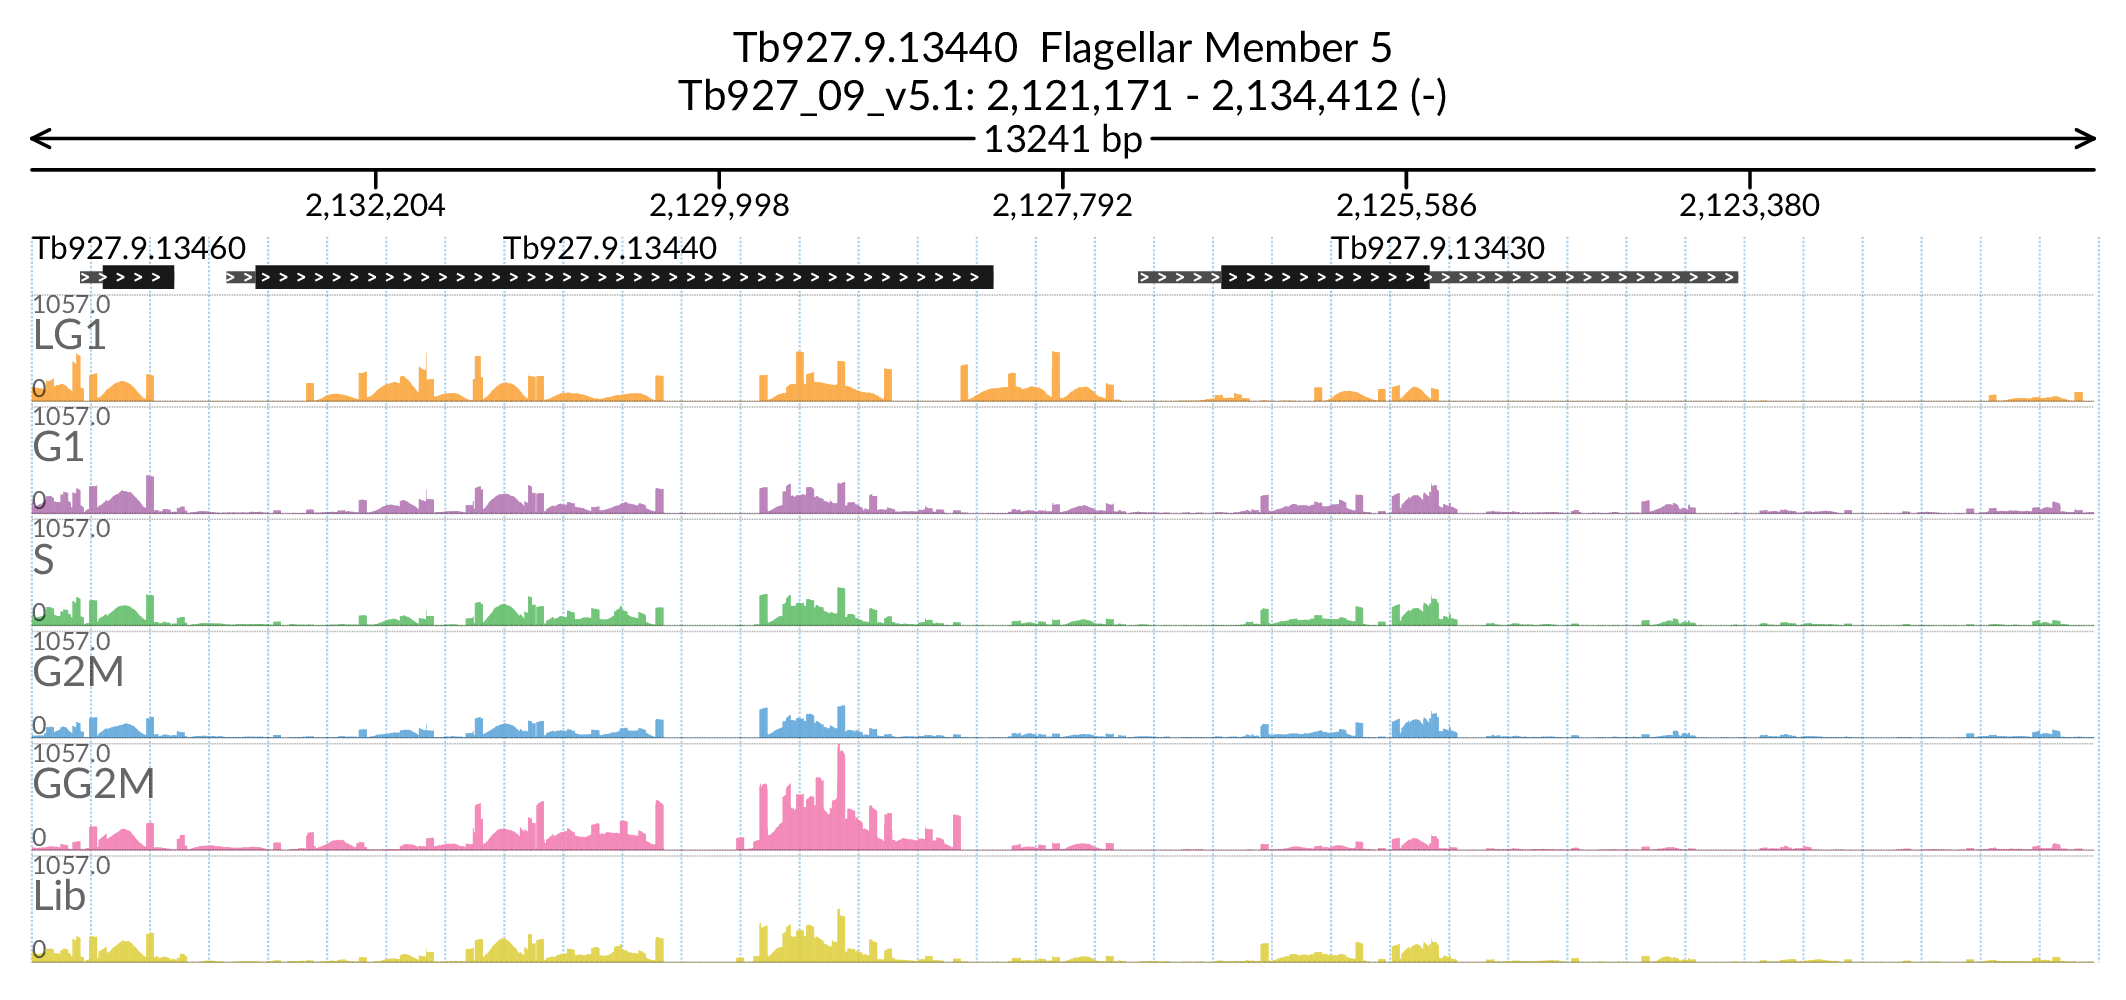 Tb927.9.13440  Flagellar Member 5
Tb927_09_v5.1: 2,121,171 - 2,134,412 (-)
13241 bp
2,132,204 2,129,998 2,127,792 2,125,586 2,123,380
Tb927.9.13460 Tb927.9.13440 Tb927.9.13430
1057.0
LG1
0
1057.0
G1
0
1057.0
S
0
1057.0
G2M
0
1057.0
GG2M
0
1057.0
Lib
0